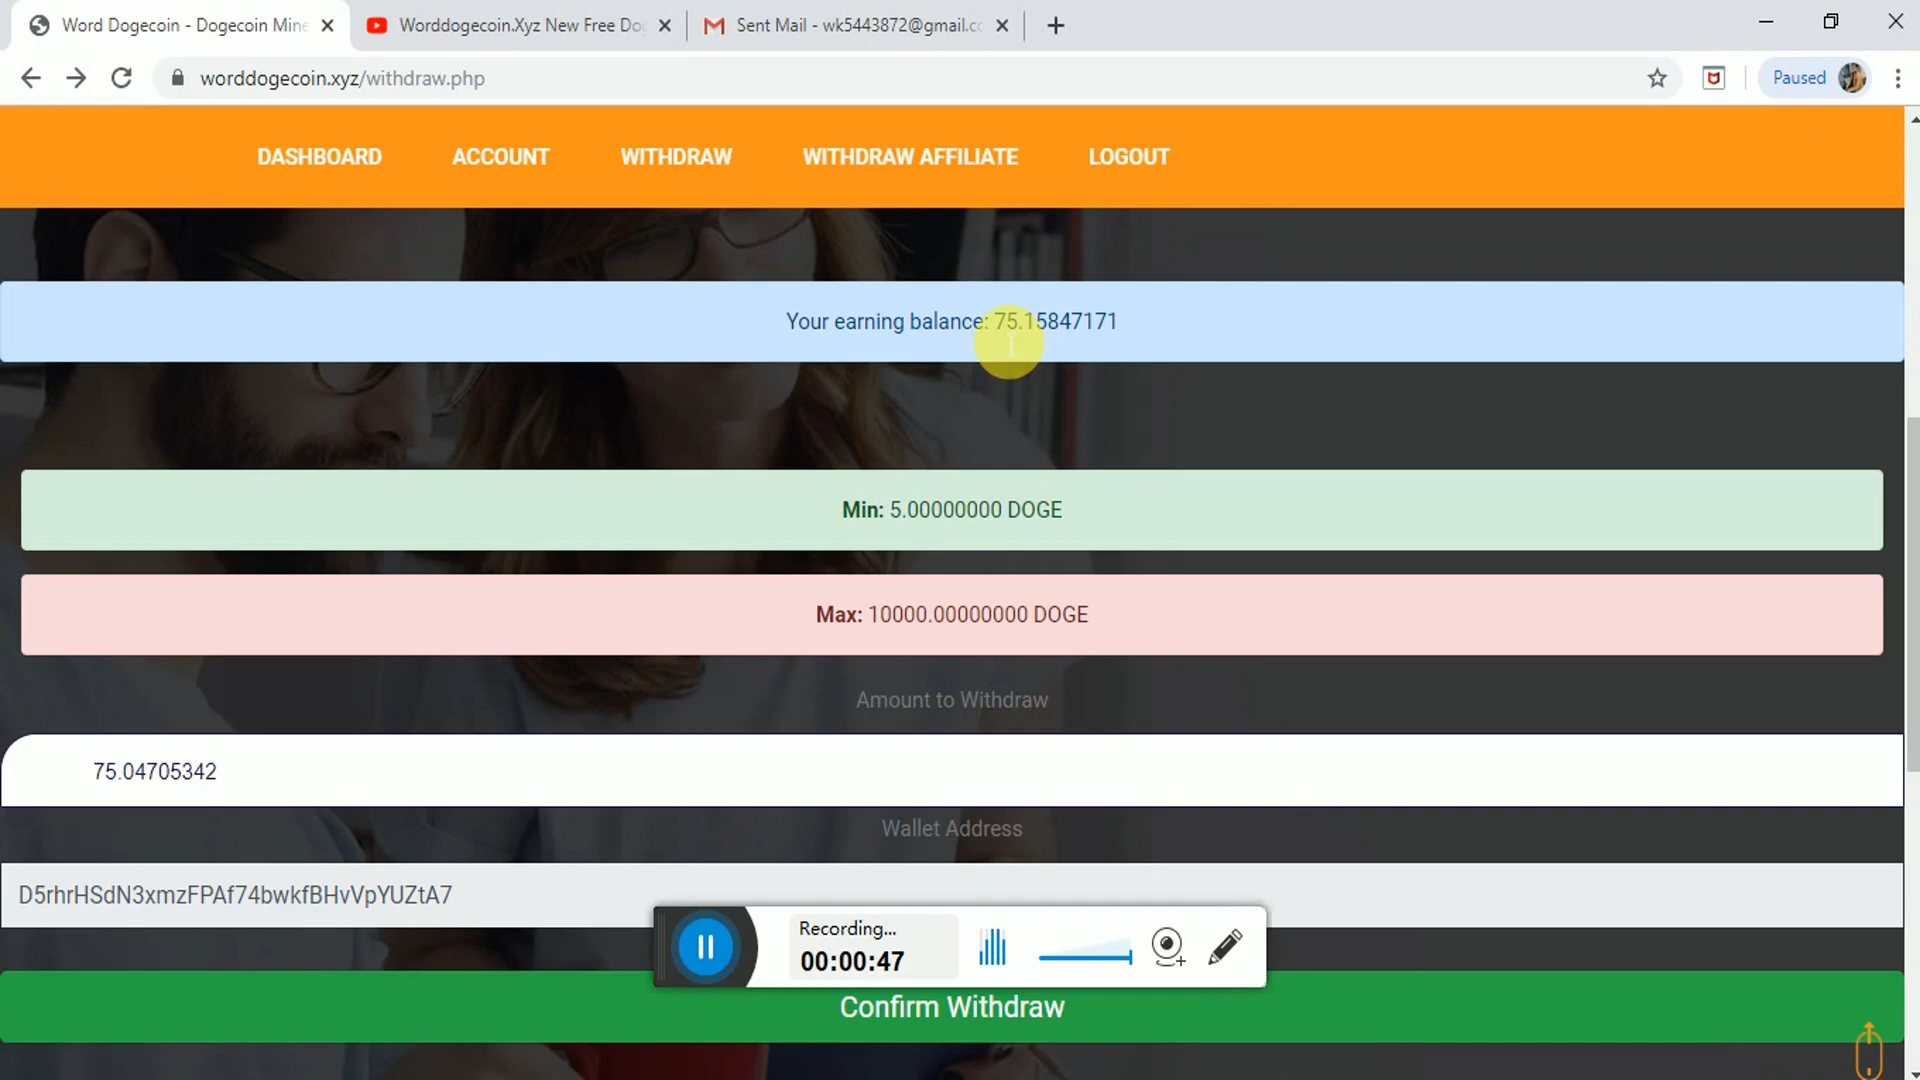 Word Dogecoin - Dogecoin Mine
Worddogecoin.Xyz New Free Dog
Sent Mail - wk5443872@gmail.co
worddogecoin.xyz/withdraw.php
Paused
DASHBOARD ACCOUNT WITHDRAW WITHDRAW AFFILIATE LOGOUT
Your earning balance: 75.15847171
Min: 5.00000000 DOGE
Max: 10000.00000000 DOGE
Amount to Withdraw
75.04705342
Wallet Address
D5rhrHSdN3xmzFPAf74bwkfBHvVpYUZtA7
Recording...
00:00:47
Confirm Withdraw